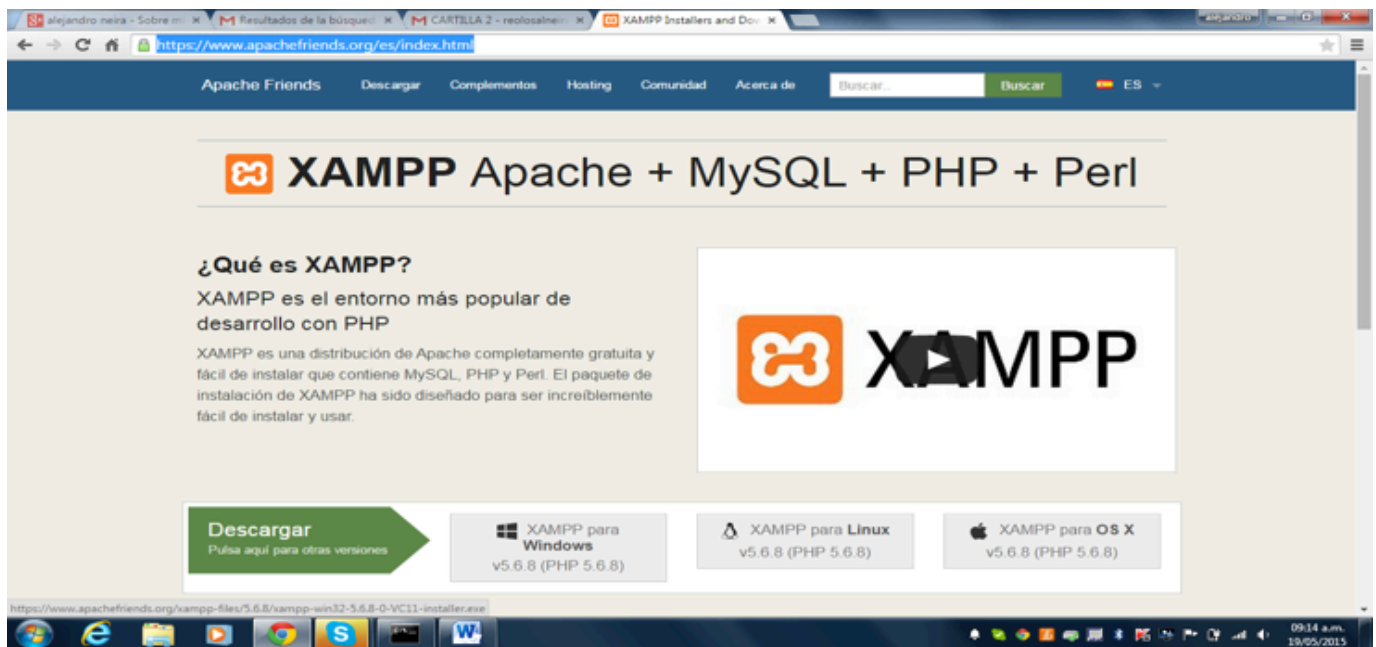 alejandro neira - Sobre mi
Resultados de la búsqued
CARTILLA 2 - reolosalneir
XAMPP Installers and Dov
alejandro
https://www.apachefriends.org/es/index.html
Apache Friends Descargar Complementos Hosting Comunidad Acerca de Buscar... Buscar ES
XAMPP Apache + MySQL + PHP + Perl
¿Qué es XAMPP?
XAMPP es el entorno más popular de
desarrollo con PHP
XAMPP es una distribución de Apache completamente gratuita y
fácil de instalar que contiene MySQL, PHP y Perl. El paquete de
instalación de XAMPP ha sido diseñado para ser increíblemente
fácil de instalar y usar.
XAMPP
Descargar
Pulsa aquí para otras versiones
XAMPP para
Windows
v5.6.8 (PHP 5.6.8)
XAMPP para Linux
v5.6.8 (PHP 5.6.8)
XAMPP para OS X
v5.6.8 (PHP 5.6.8)
https://www.apachefriends.org/xampp-files/5.6.8/xampp-win32-5.6.8-0-VC11-installer.exe
09:14 a.m.
19/05/2015